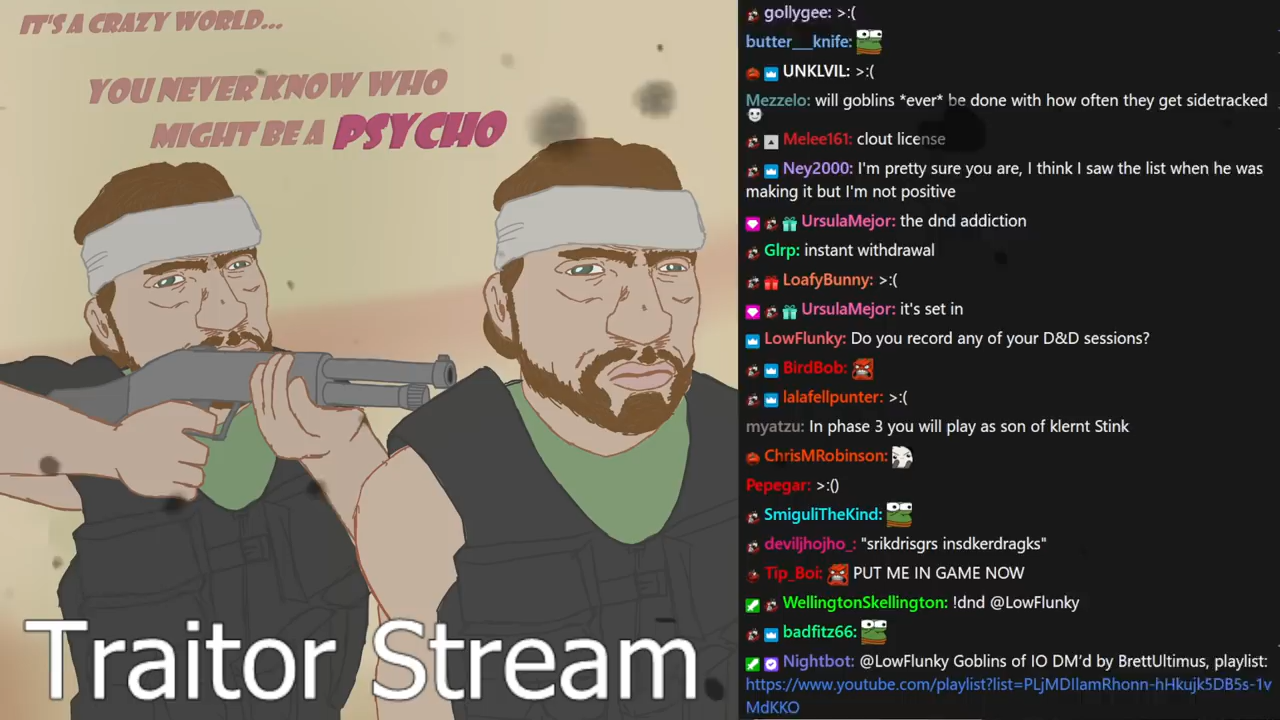 IT'S A CRAZY WORLD...
YOU NEVER KNOW WHO
MIGHT BE A PSYCHO
Traitor Stream
gollygee: >:(
butter___knife:
UNKLVIL: >:(
Mezzelo: will goblins *ever* be done with how often they get sidetracked
Melee161: clout license
Ney2000: I'm pretty sure you are, I think I saw the list when he was
making it but I'm not positive
UrsulaMejor: the dnd addiction
Glrp: instant withdrawal
LoafyBunny: >:(
UrsulaMejor: it's set in
LowFlunky: Do you record any of your D&D sessions?
BirdBob:
lalafellpunter: >:(
myatzu: In phase 3 you will play as son of klernt Stink
ChrisMRobinson:
Pepegar: >:()
SmiguliTheKind:
deviljhojho_: "srikdrisgrs insdkerdragks"
Tip_Boi: PUT ME IN GAME NOW
WellingtonSkellington: !dnd @LowFlunky
badfitz66:
Nightbot: @LowFlunky Goblins of IO DM'd by BrettUltimus, playlist:
https://www.youtube.com/playlist?list=PLjMDIlamRhonn-hHkujk5DB5s-1v
MdKKO